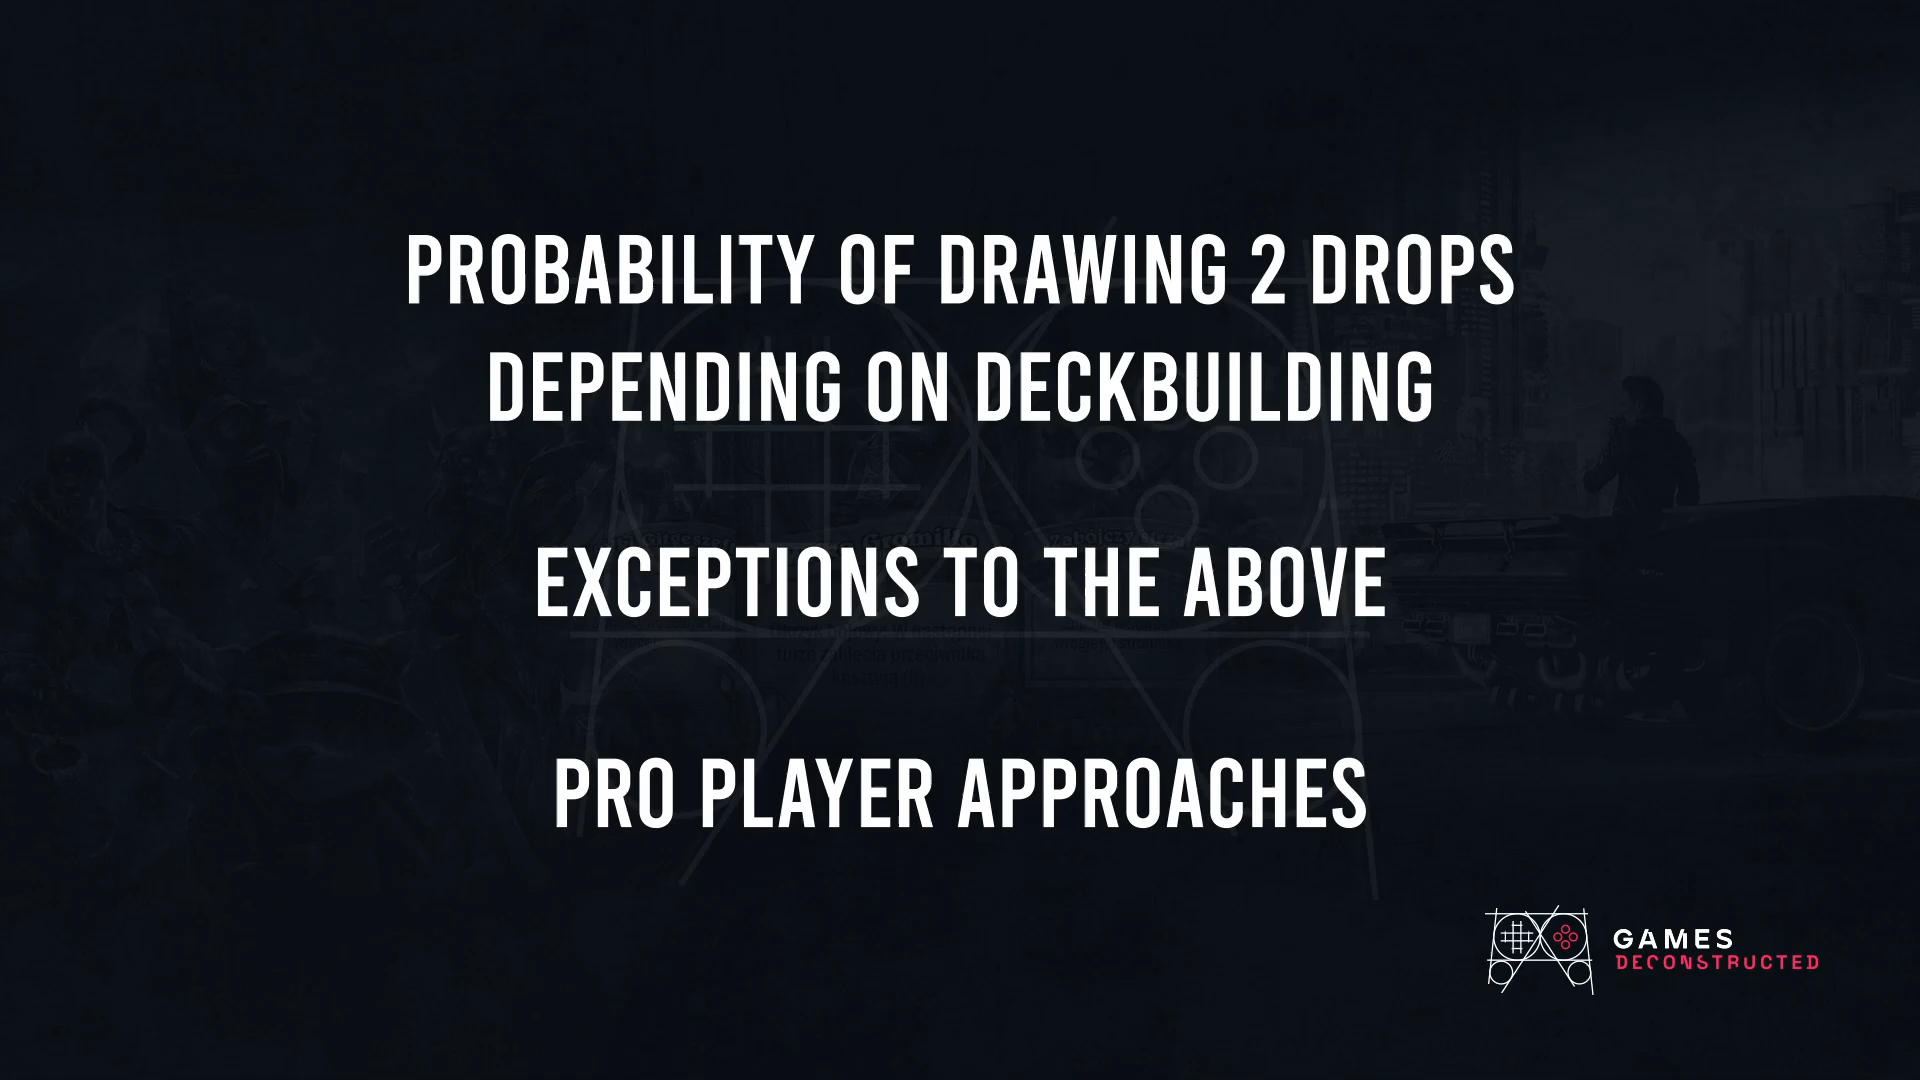 PROBABILITY OF DRAWING 2 DROPS
DEPENDING ON DECKBUILDING
EXCEPTIONS TO THE ABOVE
PRO PLAYER APPROACHES
GAMES
DECONSTRUCTED